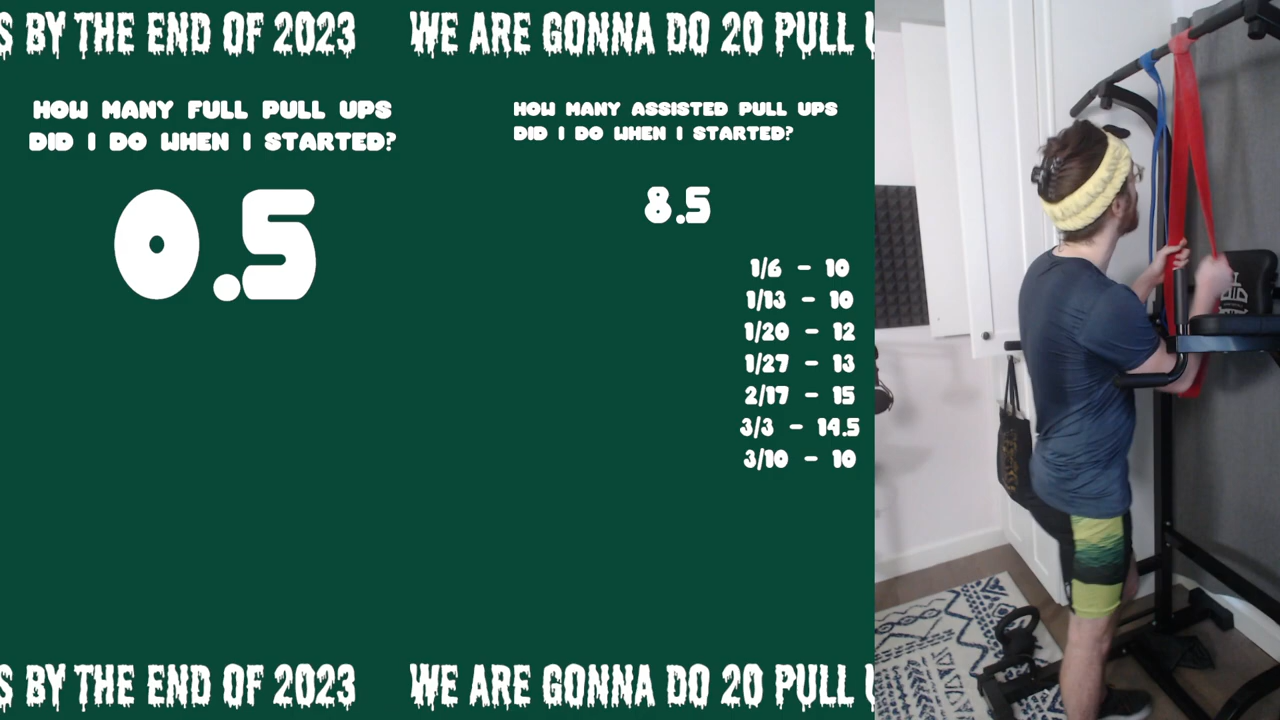 S BY THE END OF 2023 WE ARE GONNA DO 20 PULL U
HOW MANY FULL PULL UPS
DID I DO WHEN I STARTED?
0.5
HOW MANY ASSISTED PULL UPS
DID I DO WHEN I STARTED?
8.5
1/6 - 10
1/13 - 10
1/20 - 12
1/27 - 13
2/17 - 15
3/3 - 14.5
3/10 - 10
S BY THE END OF 2023 WE ARE GONNA DO 20 PULL U